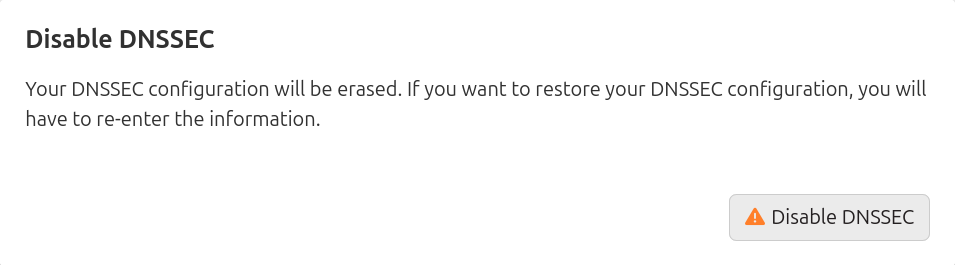 Disable DNSSEC
Your DNSSEC configuration will be erased. If you want to restore your DNSSEC configuration, you will
have to re-enter the information.
Disable DNSSEC